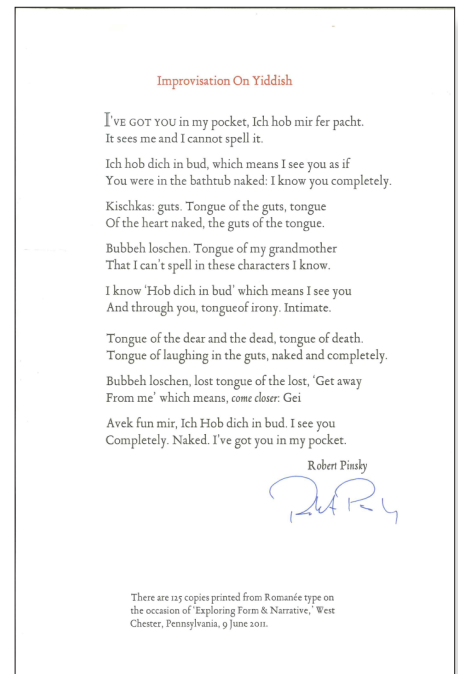 Improvisation On Yiddish
I'VE GOT YOU in my pocket, Ich hob mir fer pacht.
It sees me and I cannot spell it.
Ich hob dich in bud, which means I see you as if
You were in the bathtub naked: I know you completely.
Kischkas: guts. Tongue of the guts, tongue
Of the heart naked, the guts of the tongue.
Bubbeh loschen. Tongue of my grandmother
That I can't spell in these characters I know.
I know 'Hob dich in bud' which means I see you
And through you, tongueof irony. Intimate.
Tongue of the dear and the dead, tongue of death.
Tongue of laughing in the guts, naked and completely.
Bubbeh loschen, lost tongue of the lost, 'Get away
From me' which means, come closer: Gei
Avek fun mir, Ich Hob dich in bud. I see you
Completely. Naked. I've got you in my pocket.
Robert Pinsky
There are 125 copies printed from Romanée type on
the occasion of 'Exploring Form & Narrative,' West
Chester, Pennsylvania, 9 June 2011.